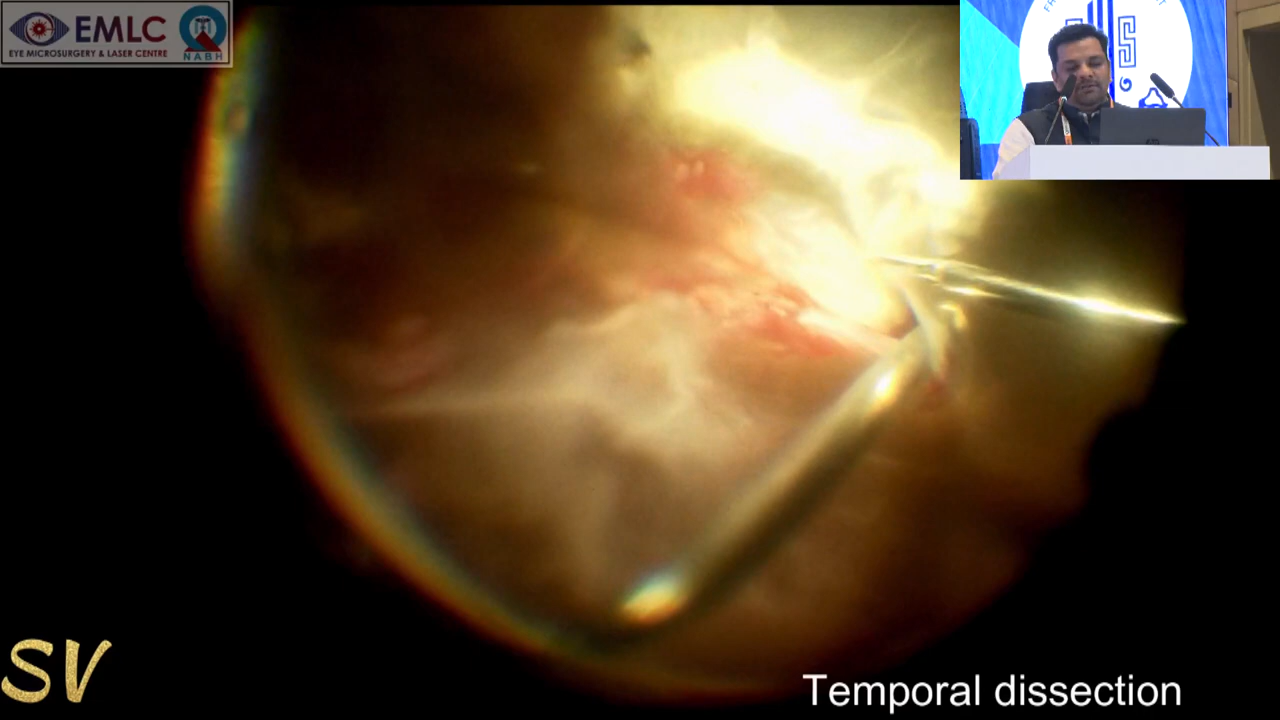 EMLC
EYE MICROSURGERY & LASER CENTRE
NABH
SV
Temporal dissection